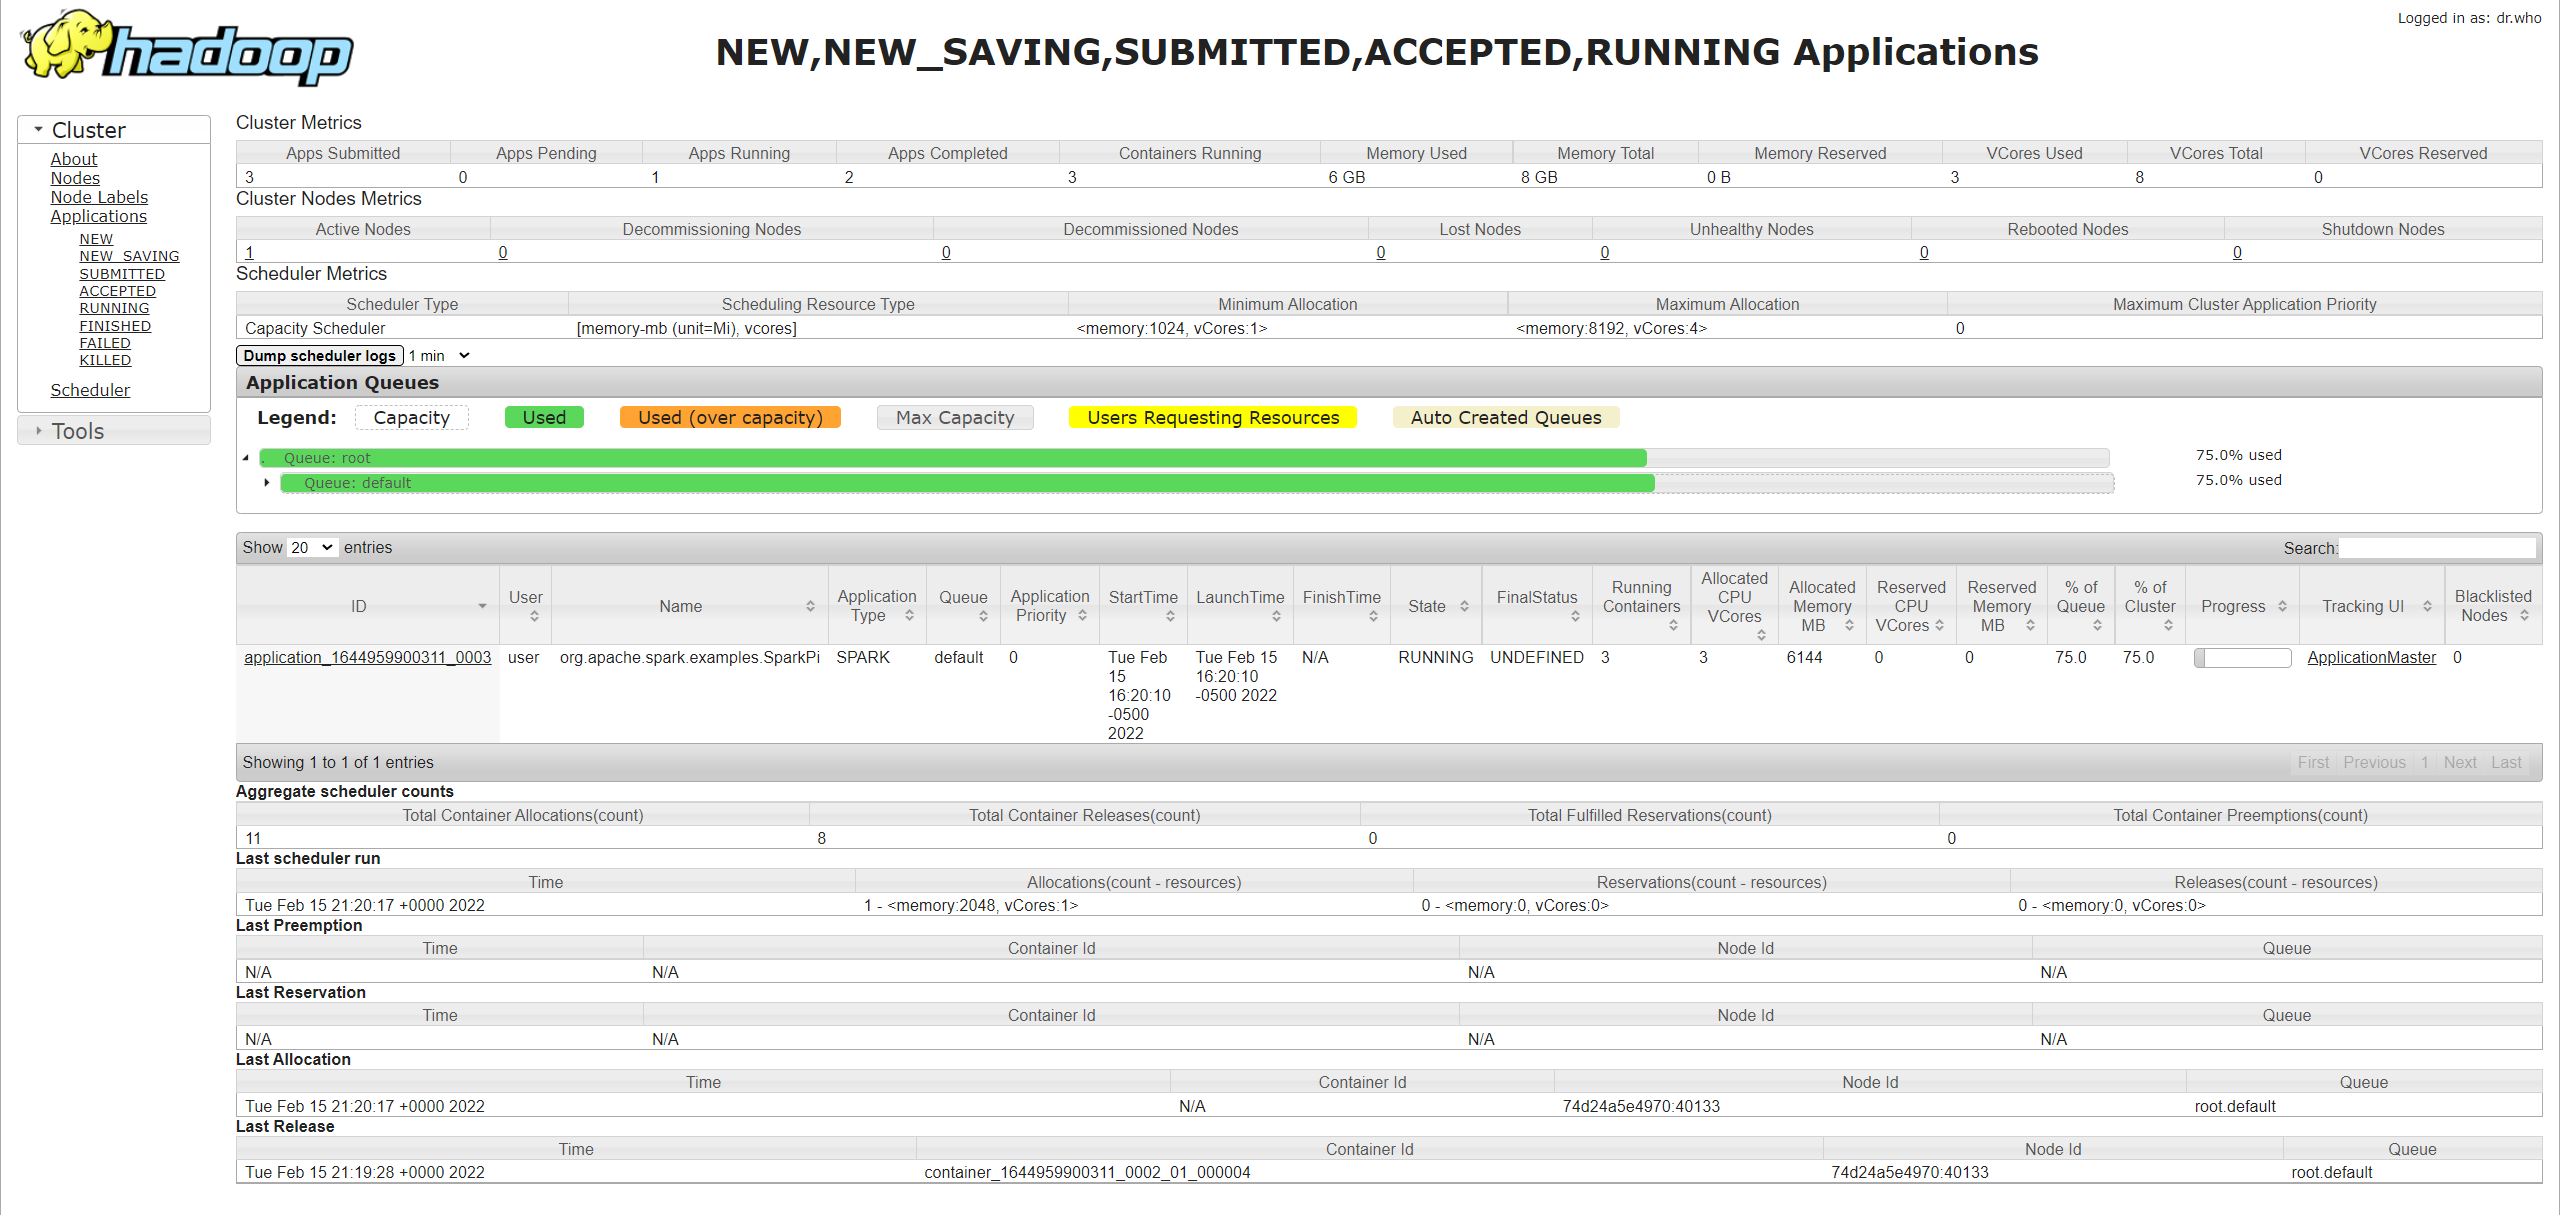 hadoop
Logged in as: dr.who
NEW,NEW_SAVING,SUBMITTED,ACCEPTED,RUNNING Applications
Cluster
About
Nodes
Node Labels
Applications
NEW
NEW_SAVING
SUBMITTED
ACCEPTED
RUNNING
FINISHED
FAILED
KILLED
Scheduler
Tools
Cluster Metrics
Apps Submitted Apps Pending Apps Running Apps Completed Containers Running Memory Used Memory Total Memory Reserved VCores Used VCores Total VCores Reserved
3 0 1 2 3 6 GB 8 GB 0 B 3 8 0
Cluster Nodes Metrics
Active Nodes Decommissioning Nodes Decommissioned Nodes Lost Nodes Unhealthy Nodes Rebooted Nodes Shutdown Nodes
1 0 0 0 0 0 0
Scheduler Metrics
Scheduler Type Scheduling Resource Type Minimum Allocation Maximum Allocation Maximum Cluster Application Priority
Capacity Scheduler [memory-mb (unit=Mi), vcores] <memory:1024, vCores:1> <memory:8192, vCores:4> 0
Dump scheduler logs 1 min
Application Queues
Legend: Capacity Used Used (over capacity) Max Capacity Users Requesting Resources Auto Created Queues
. Queue: root 75.0% used
Queue: default 75.0% used
Show 20 entries Search:
ID User Name Application Type Queue Application Priority StartTime LaunchTime FinishTime State FinalStatus Running Containers Allocated CPU VCores Allocated Memory MB Reserved CPU VCores Reserved Memory MB % of Queue % of Cluster Progress Tracking UI Blacklisted Nodes
application_1644959900311_0003 user org.apache.spark.examples.SparkPi SPARK default 0 Tue Feb 15 16:20:10 -0500 2022 Tue Feb 15 16:20:10 -0500 2022 N/A RUNNING UNDEFINED 3 3 6144 0 0 75.0 75.0 ApplicationMaster 0
Showing 1 to 1 of 1 entries First Previous 1 Next Last
Aggregate scheduler counts
Total Container Allocations(count) Total Container Releases(count) Total Fulfilled Reservations(count) Total Container Preemptions(count)
11 8 0 0
Last scheduler run
Time Allocations(count - resources) Reservations(count - resources) Releases(count - resources)
Tue Feb 15 21:20:17 +0000 2022 1 - <memory:2048, vCores:1> 0 - <memory:0, vCores:0> 0 - <memory:0, vCores:0>
Last Preemption
Time Container Id Node Id Queue
N/A N/A N/A N/A
Last Reservation
Time Container Id Node Id Queue
N/A N/A N/A N/A
Last Allocation
Time Container Id Node Id Queue
Tue Feb 15 21:20:17 +0000 2022 N/A 74d24a5e4970:40133 root.default
Last Release
Time Container Id Node Id Queue
Tue Feb 15 21:19:28 +0000 2022 container_1644959900311_0002_01_000004 74d24a5e4970:40133 root.default